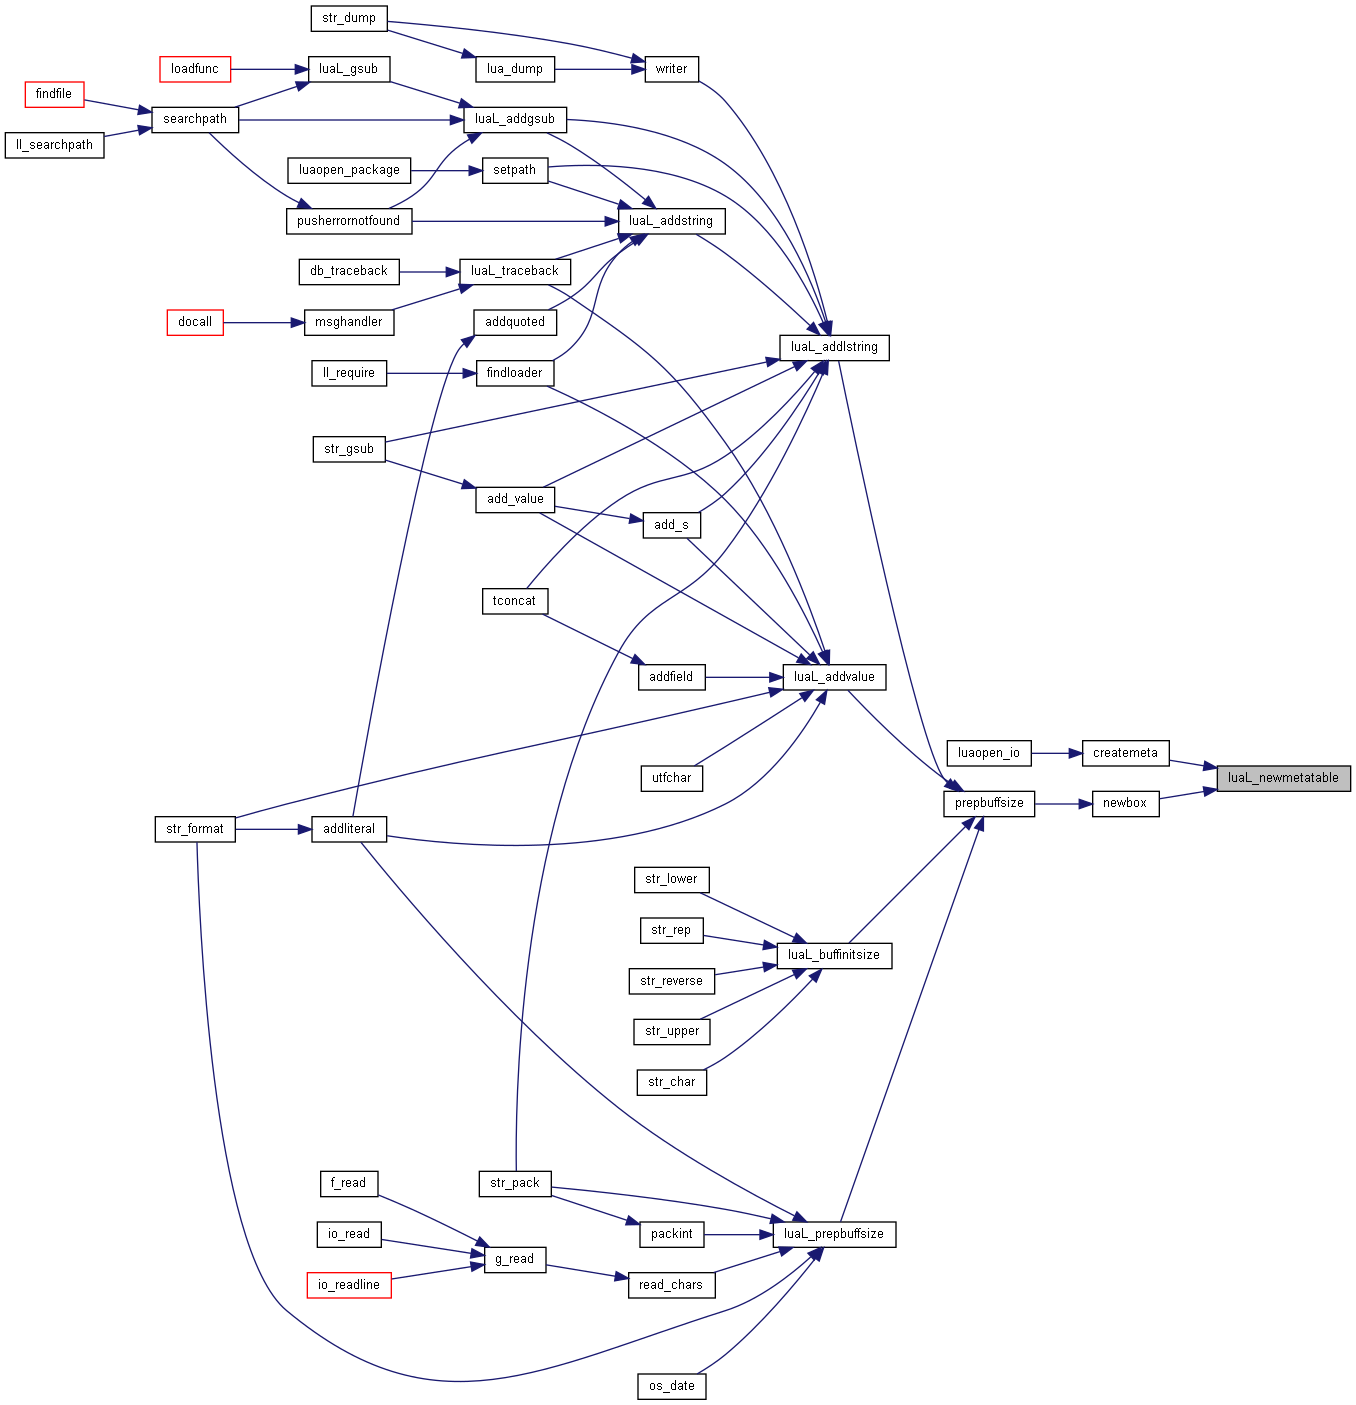 str_dump
loadfunc
luaL_gsub
lua_dump
writer
findfile
searchpath
luaL_addgsub
ll_searchpath
luaopen_package
setpath
pusherrornotfound
luaL_addstring
db_traceback
luaL_traceback
docall
msghandler
addquoted
luaL_addlstring
ll_require
findloader
str_gsub
add_value
add_s
tconcat
addfield
luaL_addvalue
luaopen_io
createmeta
utfchar
luaL_newmetatable
prepbuffsize
newbox
str_format
addliteral
str_lower
str_rep
luaL_buffinitsize
str_reverse
str_upper
str_char
f_read
str_pack
io_read
packint
luaL_prepbuffsize
g_read
io_readline
read_chars
os_date